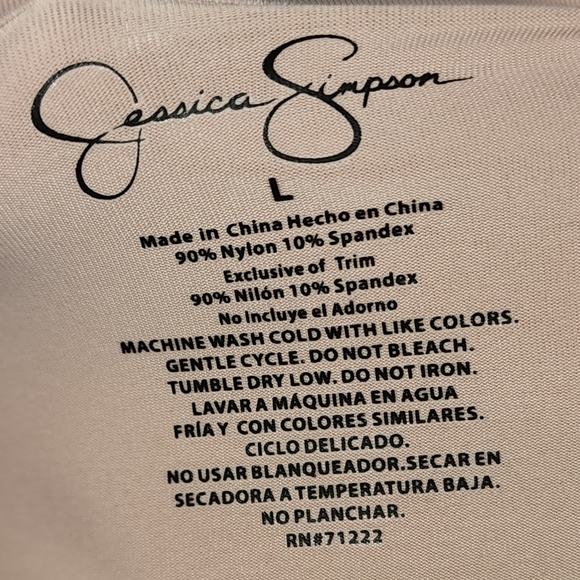 Jessica Simpson
L
Made in China Hecho en China
90% Nylon 10% Spandex
Exclusive of Trim
90% Nilón 10% Spandex
No Incluye el Adorno
MACHINE WASH COLD WITH LIKE COLORS.
GENTLE CYCLE. DO NOT BLEACH.
TUMBLE DRY LOW. DO NOT IRON.
LAVAR A MÁQUINA EN AGUA
FRÍA Y CON COLORES SIMILARES.
CICLO DELICADO.
NO USAR BLANQUEADOR.SECAR EN
SECADORA A TEMPERATURA BAJA.
NO PLANCHAR.
RN#71222